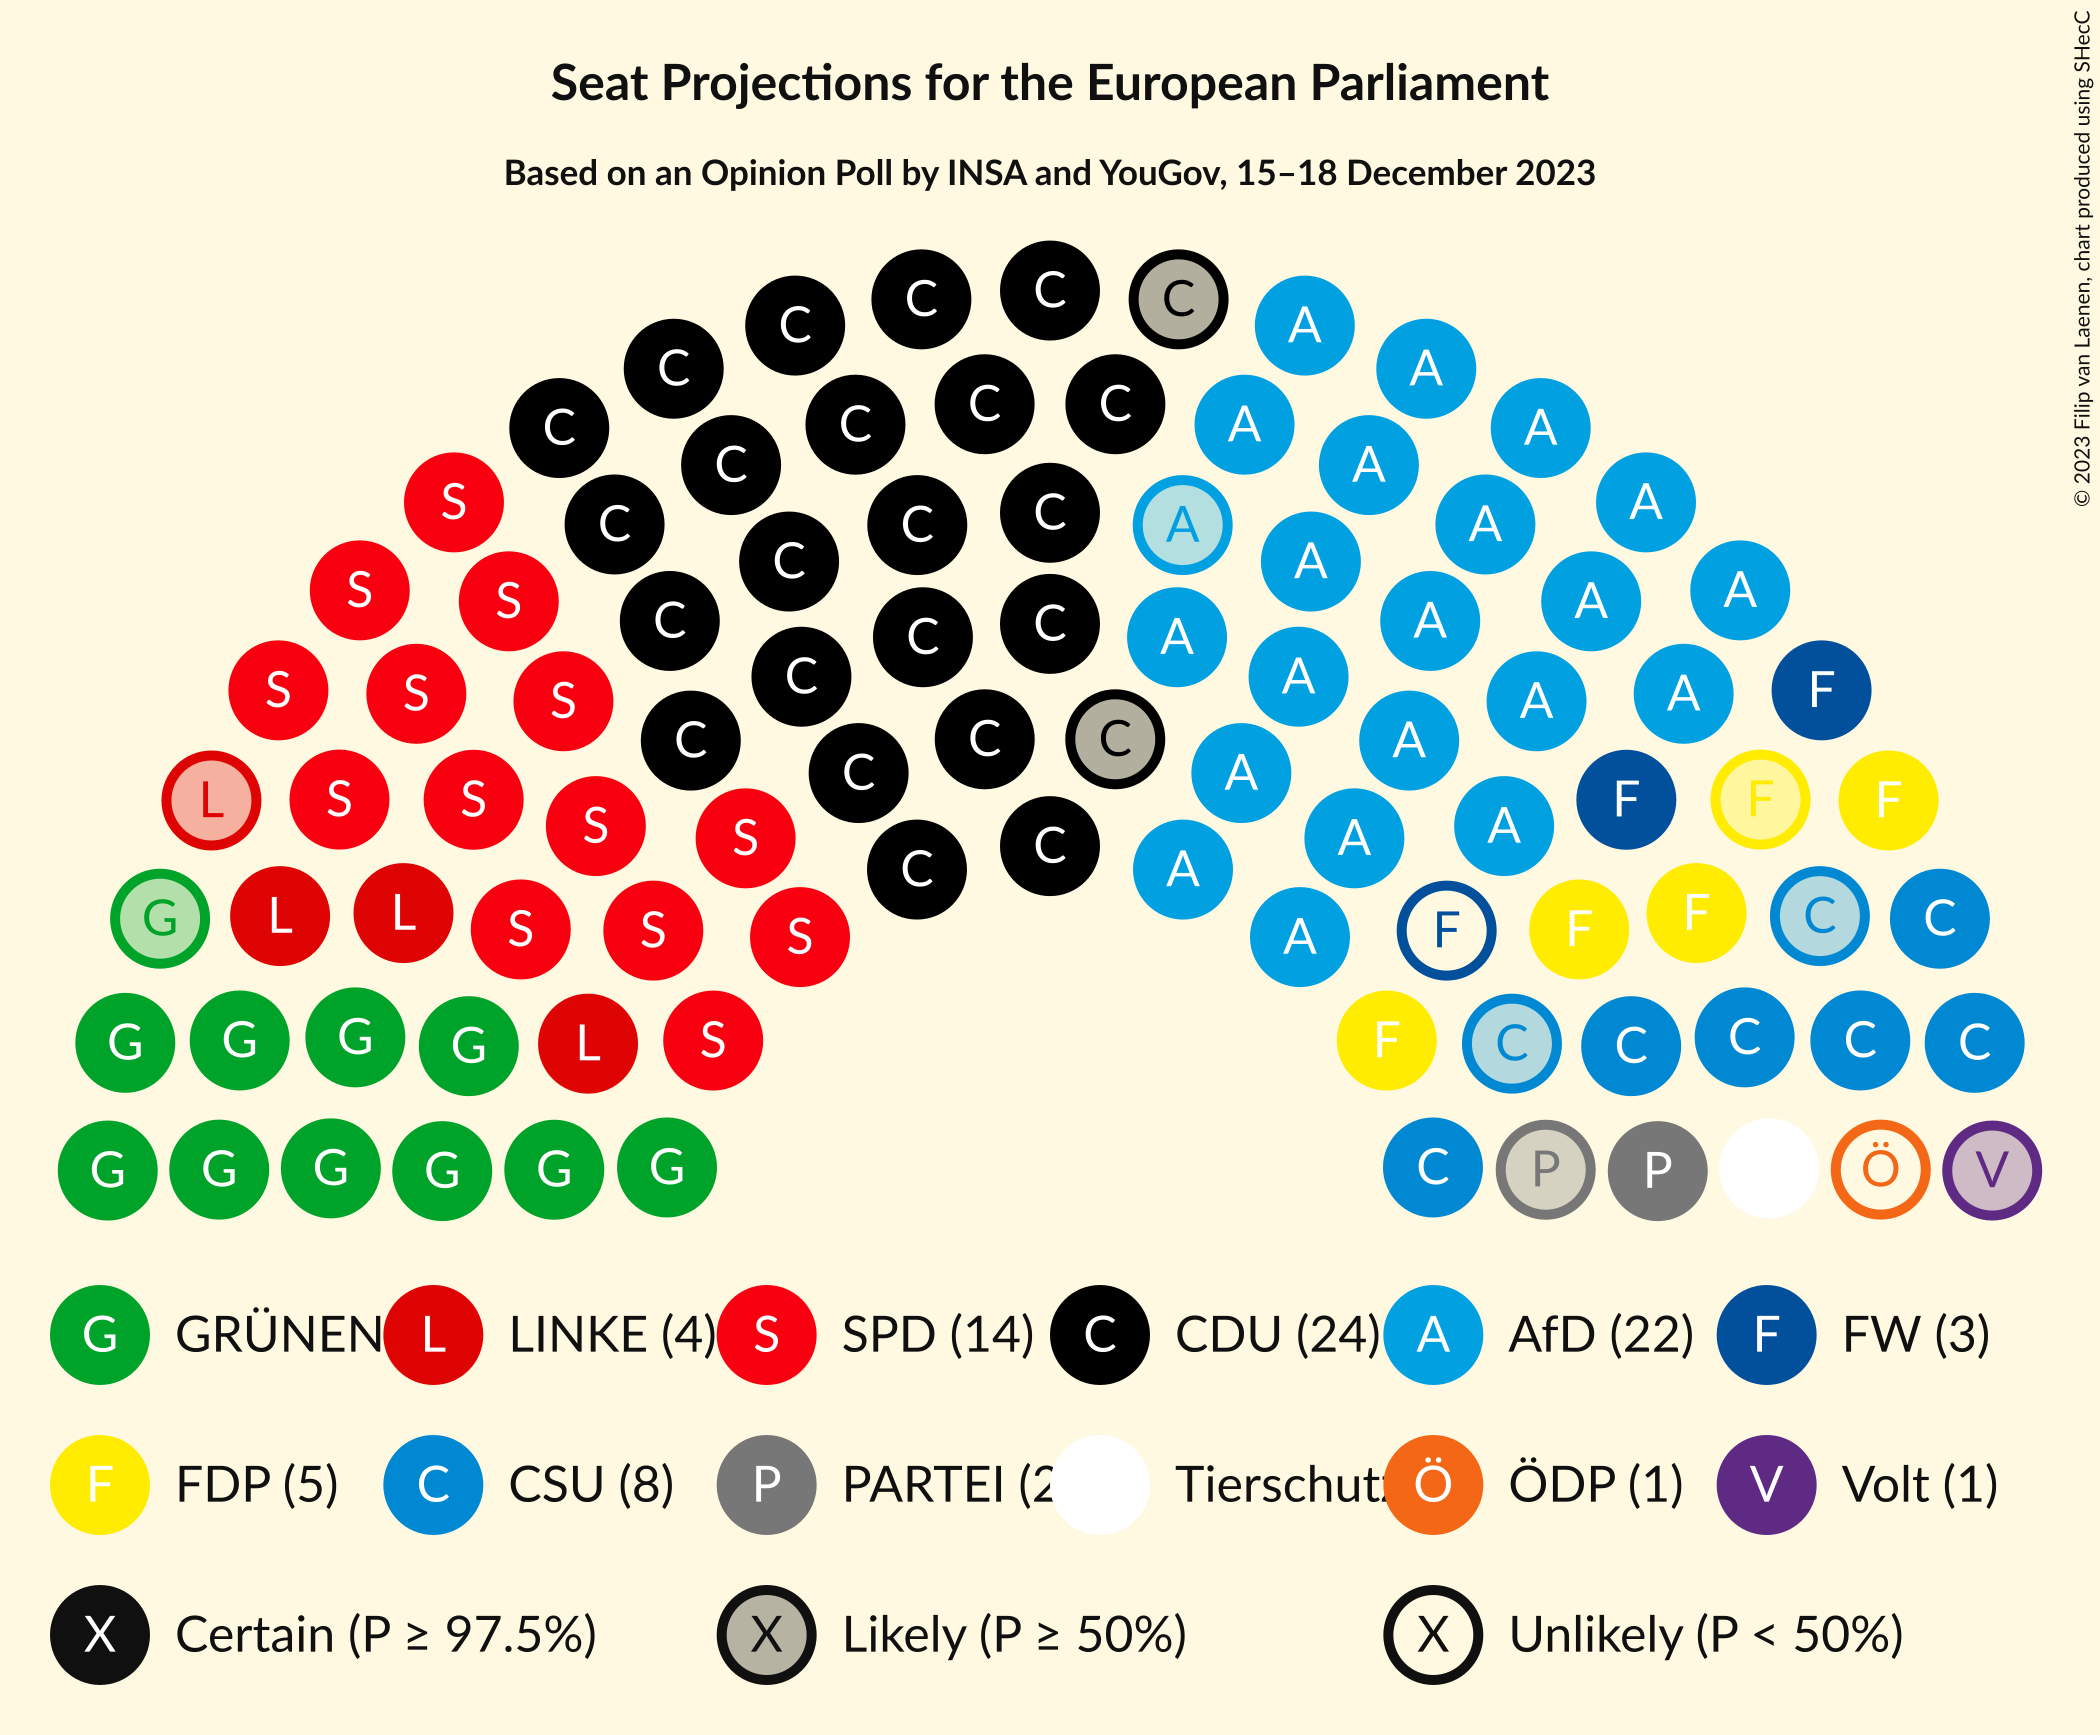 Seat Projections for the European Parliament
Based on an Opinion Poll by INSA and YouGov, 15–18 December 2023
© 2023 Filip van Laenen, chart produced using SHecC
C C C C A A
C C C C A A
C C C A A A
S C C A A A
S S C C C A A A
S S S C C C A A A F
L S S S S C C C A A A F F F
G L L S S S C C A A F F F C C
G G G G L S F C C C C C
G G G G G G C P P Ö V
G GRÜNEN L LINKE (4) S SPD (14) C CDU (24) A AfD (22) F FW (3)
F FDP (5) C CSU (8) P PARTEI (2 Tierschutz Ö ÖDP (1) V Volt (1)
X Certain (P ≥ 97.5%) X Likely (P ≥ 50%) X Unlikely (P < 50%)